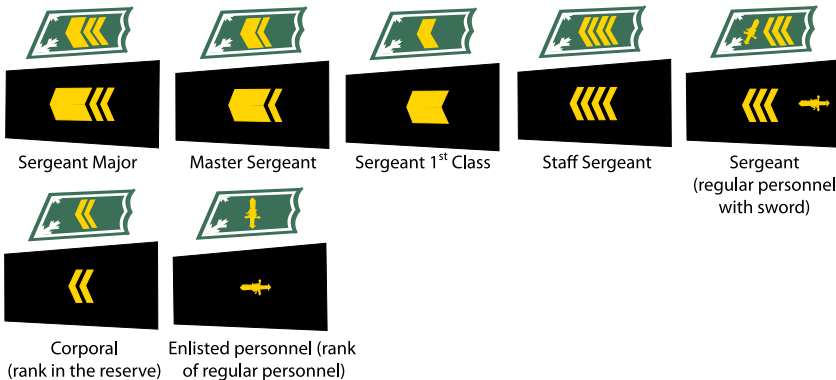 Sergeant Major
Master Sergeant
Sergeant 1st Class
Staff Sergeant
Sergeant
(regular personnel
with sword)
Corporal
(rank in the reserve)
Enlisted personnel (rank
of regular personnel)